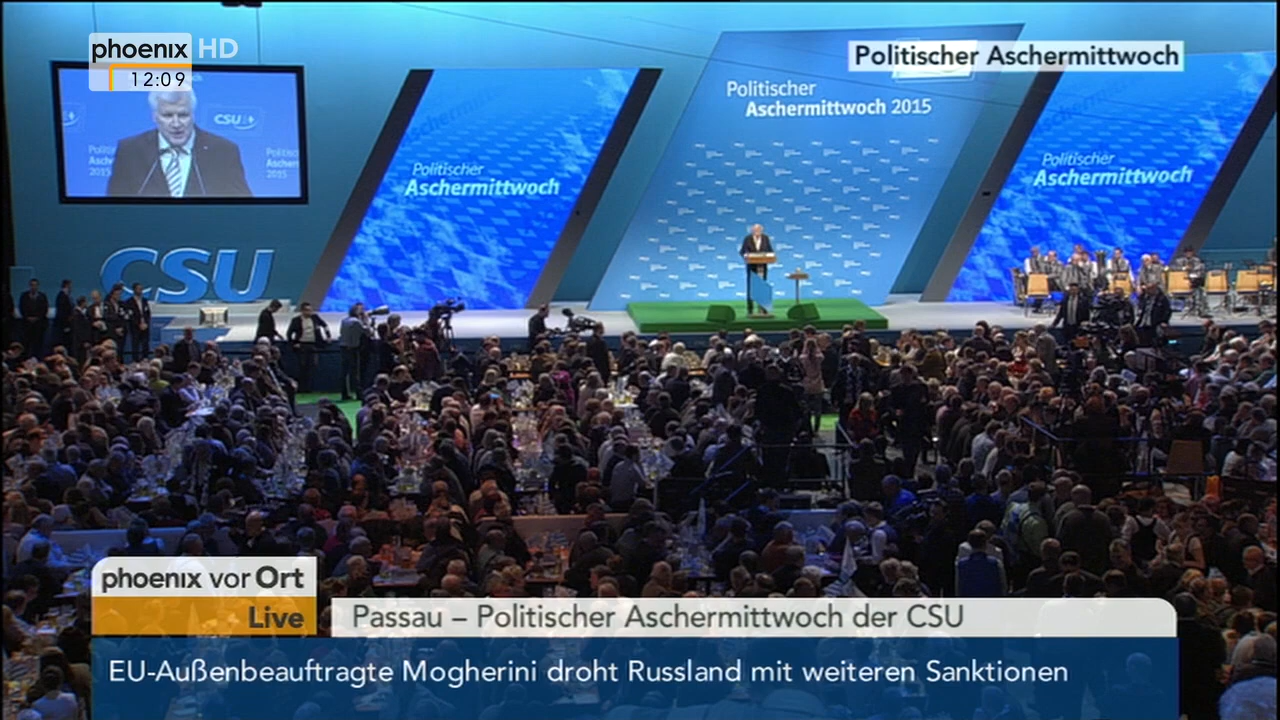 phoenix HD
12:09
Politischer Aschermittwoch
CSU
Politischer
Aschermittwoch 2015
Politischer
Aschermittwoch
Politischer
Aschermittwoch
CSU
phoenix vor Ort
Live
Passau – Politischer Aschermittwoch der CSU
EU-Außenbeauftragte Mogherini droht Russland mit weiteren Sanktionen